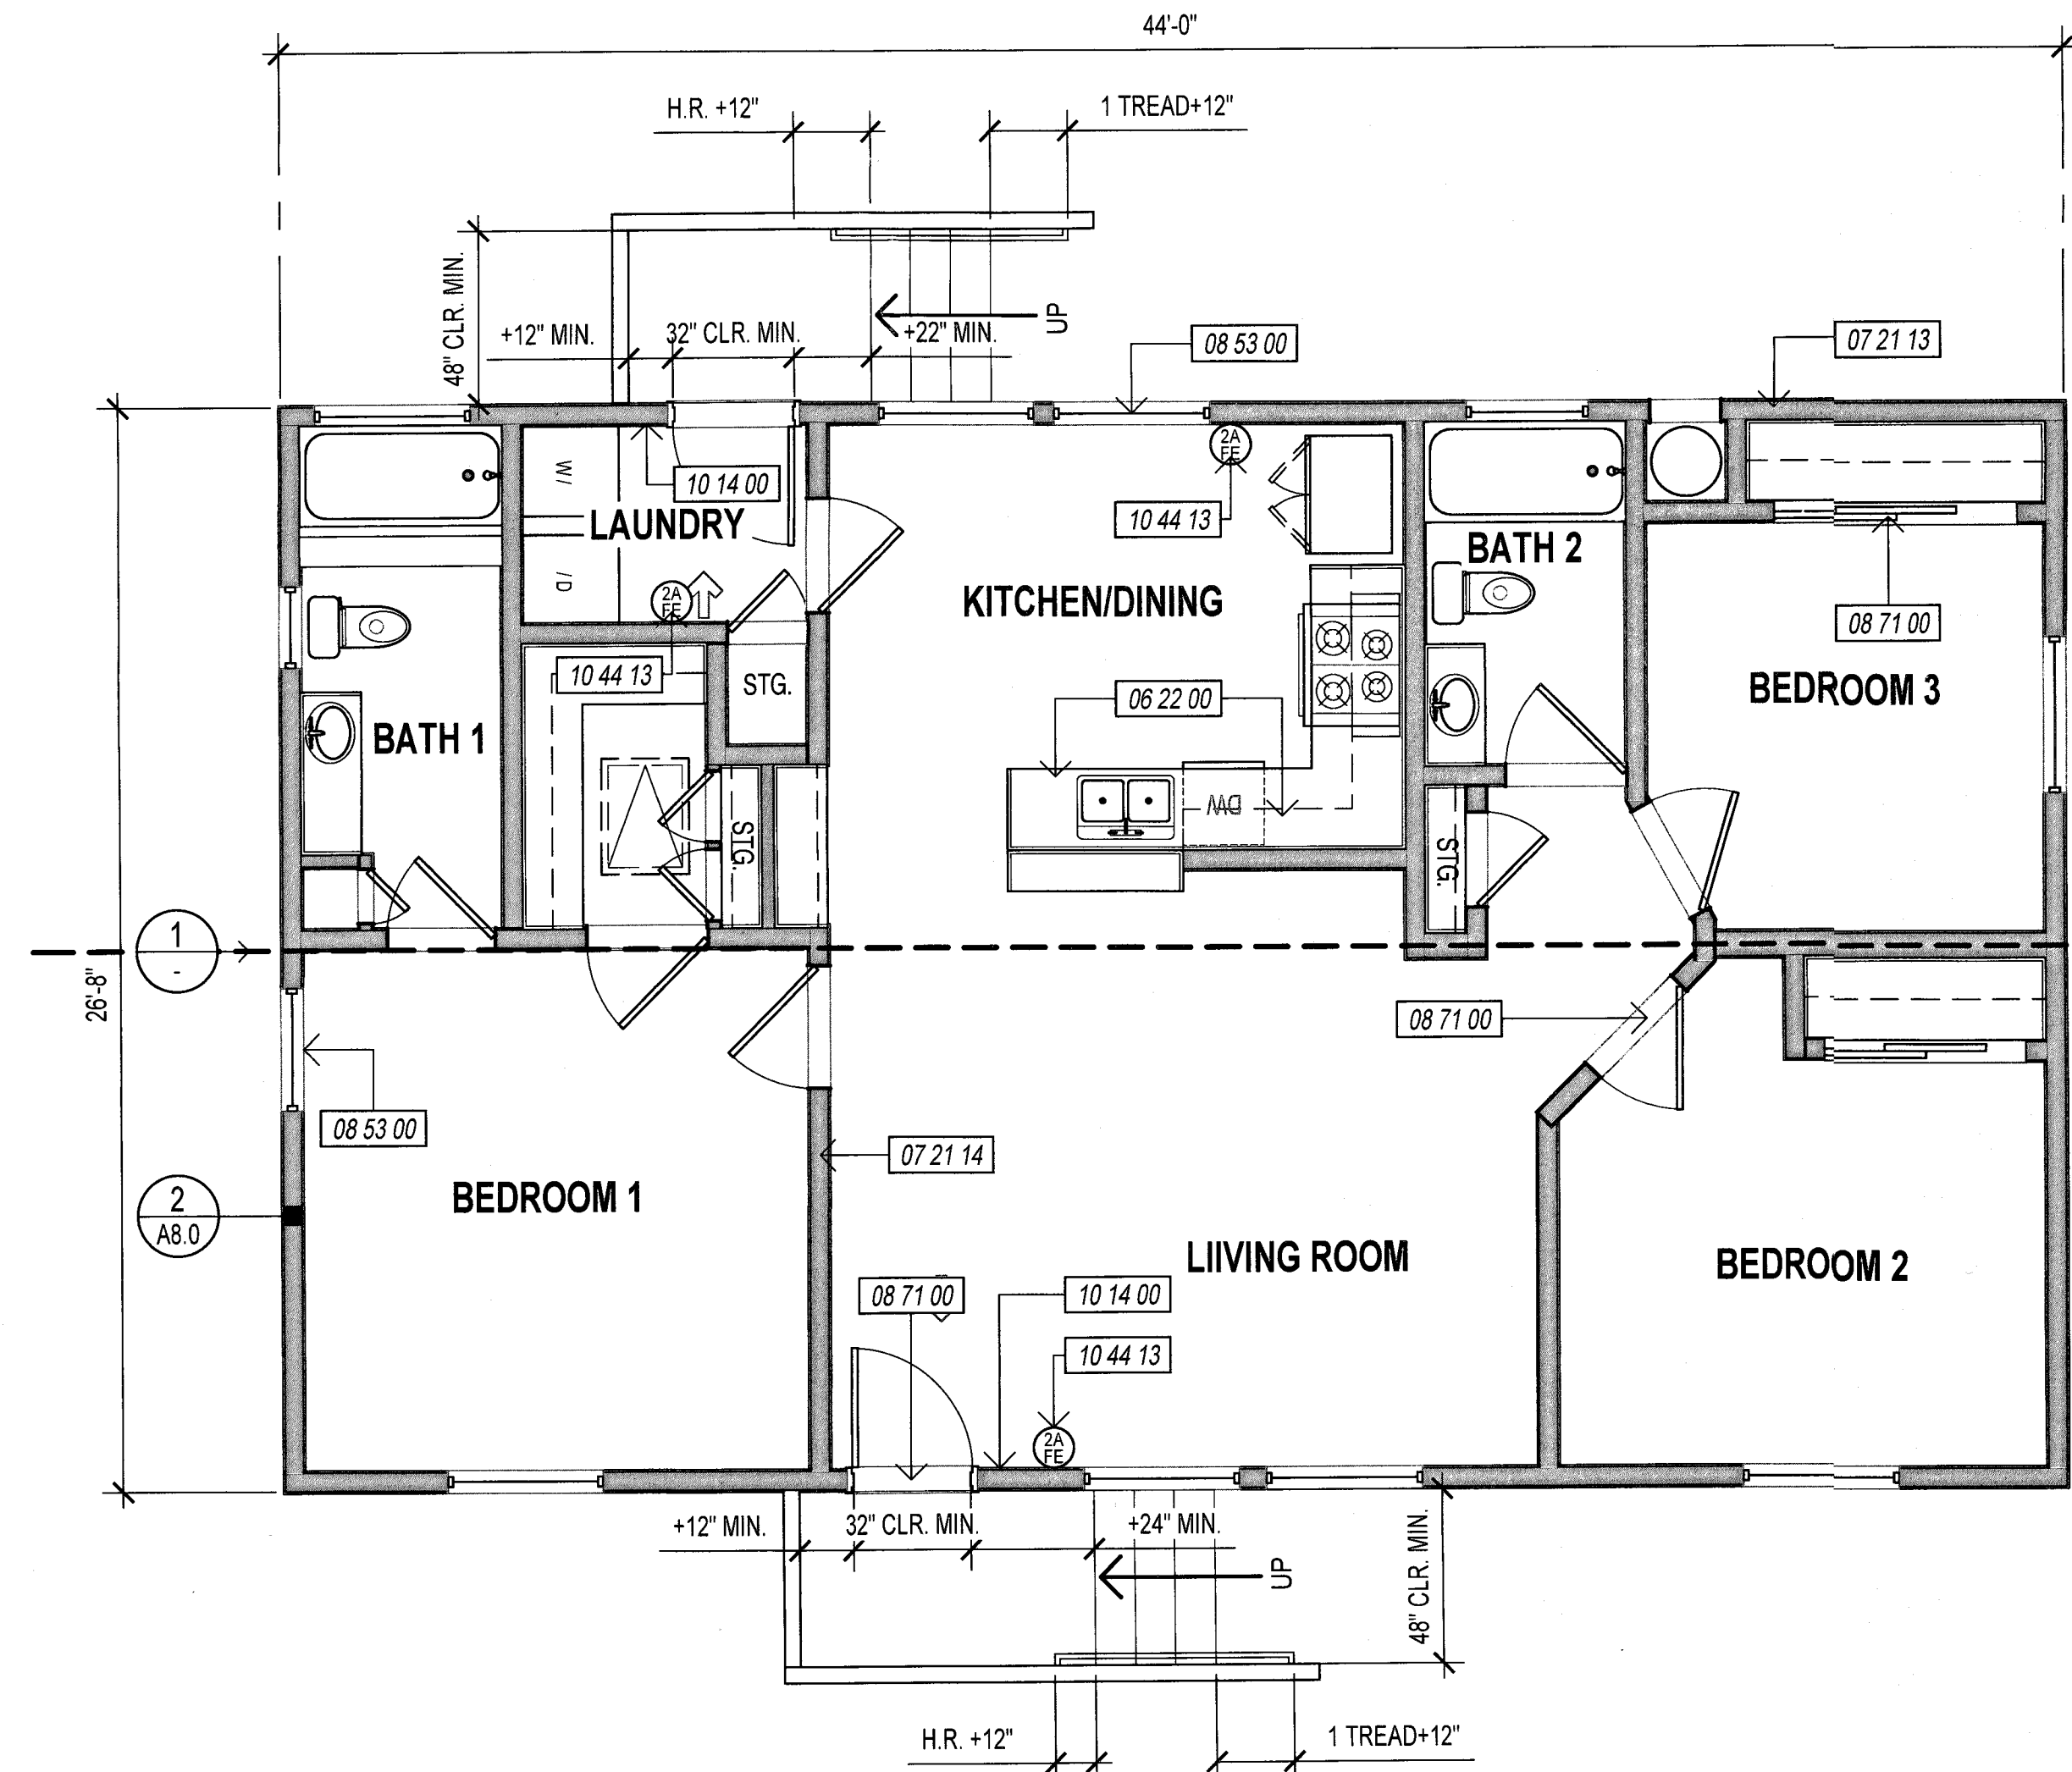 44'-0"
H.R. +12"
1 TREAD+12"
48" CLR. MIN.
+12" MIN.
32" CLR. MIN.
+22" MIN.
UP
08 53 00
07 21 13
10 14 00
W/
/D
LAUNDRY
2A
FE
10 44 13
2A
FE
10 44 13
KITCHEN/DINING
BATH 2
08 71 00
STG.
06 22 00
BEDROOM 3
BATH 1
DW
STG.
STG.
1
-
26'-8"
08 71 00
08 53 00
07 21 14
2
A8.0
BEDROOM 1
LIIVING ROOM
BEDROOM 2
08 71 00
10 14 00
10 44 13
2A
FE
+12" MIN.
32" CLR. MIN.
+24" MIN.
UP
48" CLR. MIN.
H.R. +12"
1 TREAD+12"